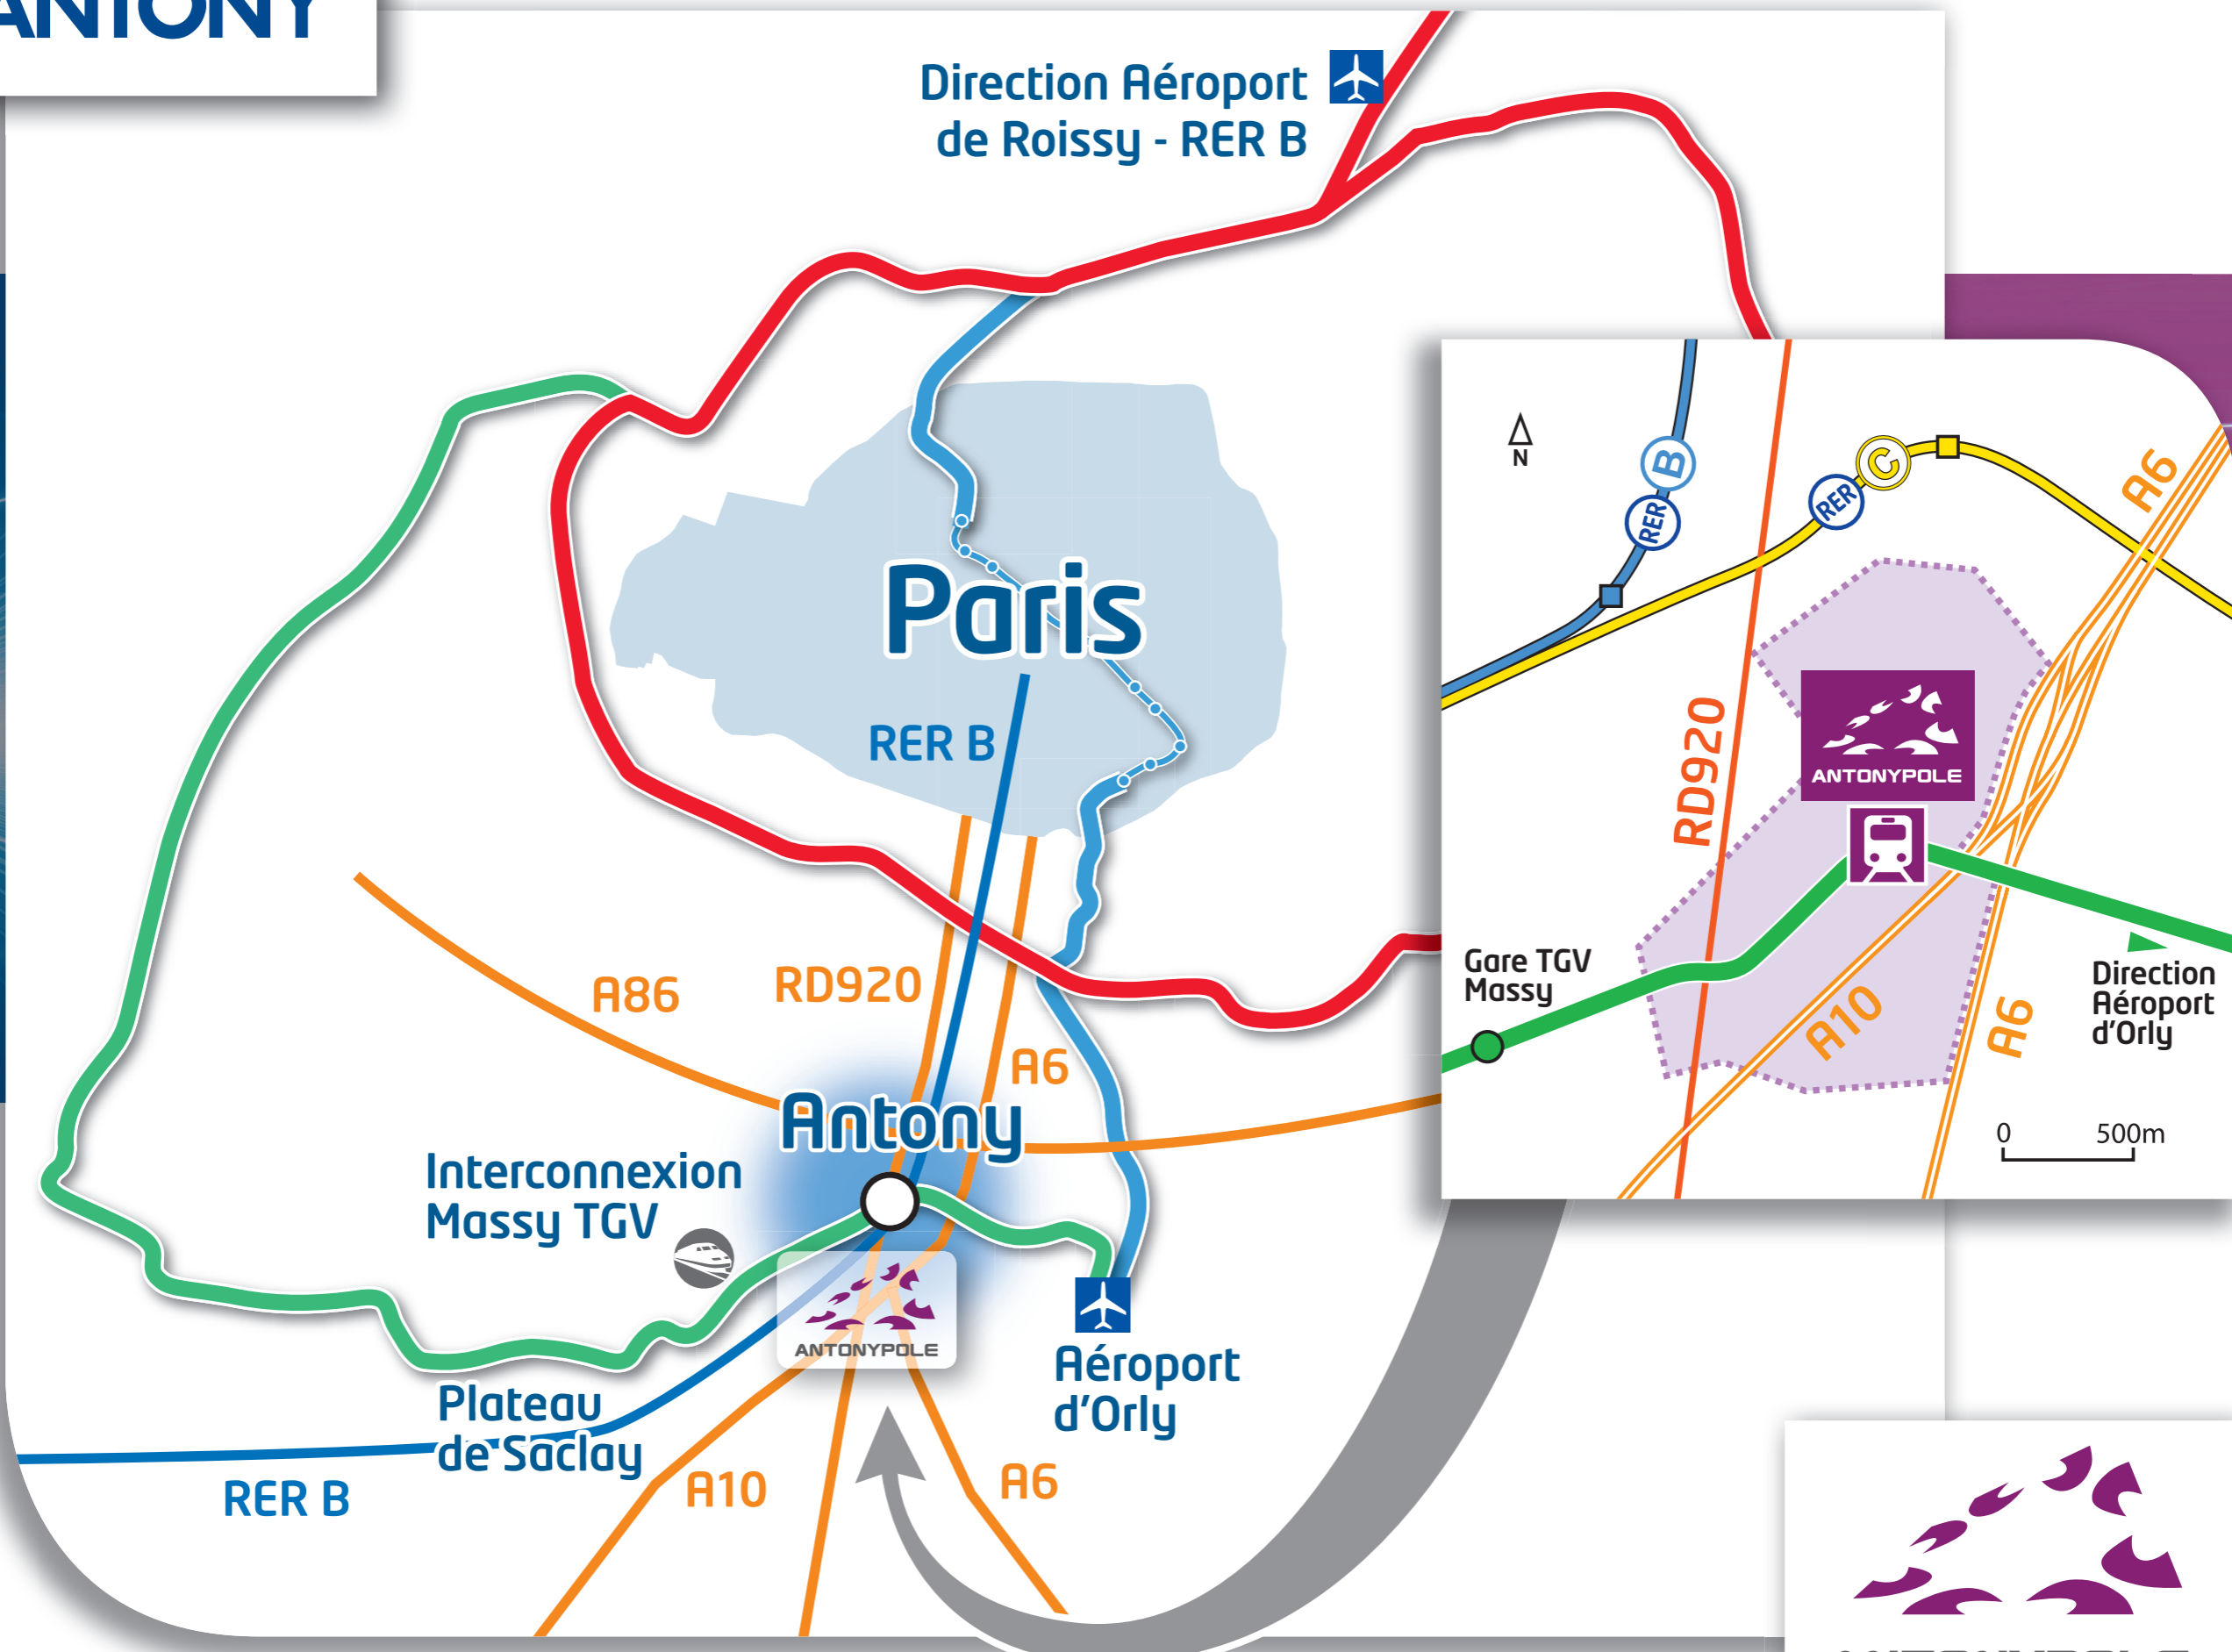 ANTONY
Direction Aéroport
de Roissy - RER B
Paris
RER B
A86
RD920
A6
Antony
Interconnexion
Massy TGV
ANTONYPOLE
Aéroport
d'Orly
Plateau
de Saclay
RER B
A10
A6
N
B
RER
C
RER
A6
RD920
ANTONYPOLE
Gare TGV
Massy
A10
A6
Direction
Aéroport
d'Orly
0 500m